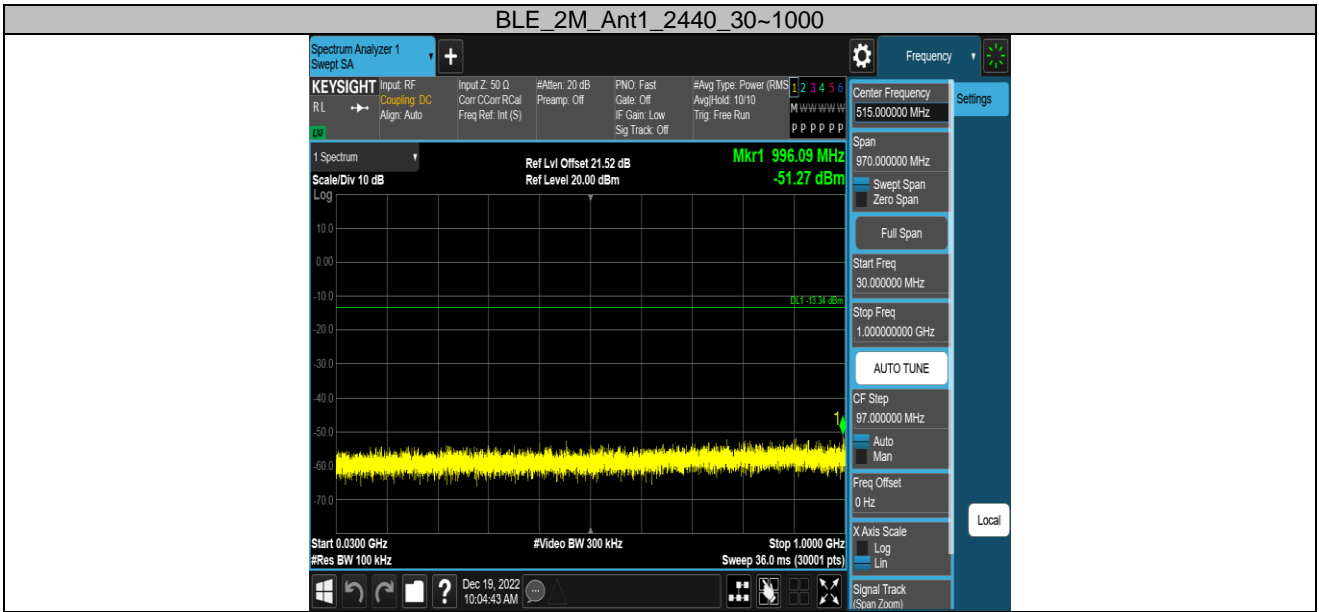 BLE_2M_Ant1_2440_30~1000
Spectrum Analyzer 1
Swept SA
+
Frequency
KEYSIGHT
RL
LXI
Input: RF
Coupling: DC
Align: Auto
Input Z: 50 Ω
Corr CCorr RCal
Freq Ref: Int (S)
#Atten: 20 dB
Preamp: Off
PNO: Fast
Gate: Off
IF Gain: Low
Sig Track: Off
#Avg Type: Power (RMS
Avg|Hold: 10/10
Trig: Free Run
1 2 3 4 5 6
M W W W W W
P P P P P P
1 Spectrum
Scale/Div 10 dB
Ref Lvl Offset 21.52 dB
Ref Level 20.00 dBm
Mkr1 996.09 MHz
-51.27 dBm
Log
10.0
0.00
-10.0
-20.0
-30.0
-40.0
-50.0
-60.0
-70.0
DL1 -13.34 dBm
1
Start 0.0300 GHz
#Res BW 100 kHz
#Video BW 300 kHz
Stop 1.0000 GHz
Sweep 36.0 ms (30001 pts)
?
Dec 19, 2022
10:04:43 AM
Center Frequency
515.000000 MHz
Span
970.000000 MHz
Swept Span
Zero Span
Full Span
Start Freq
30.000000 MHz
Stop Freq
1.000000000 GHz
AUTO TUNE
CF Step
97.000000 MHz
Auto
Man
Freq Offset
0 Hz
X Axis Scale
Log
Lin
Signal Track
(Span Zoom)
Settings
Local